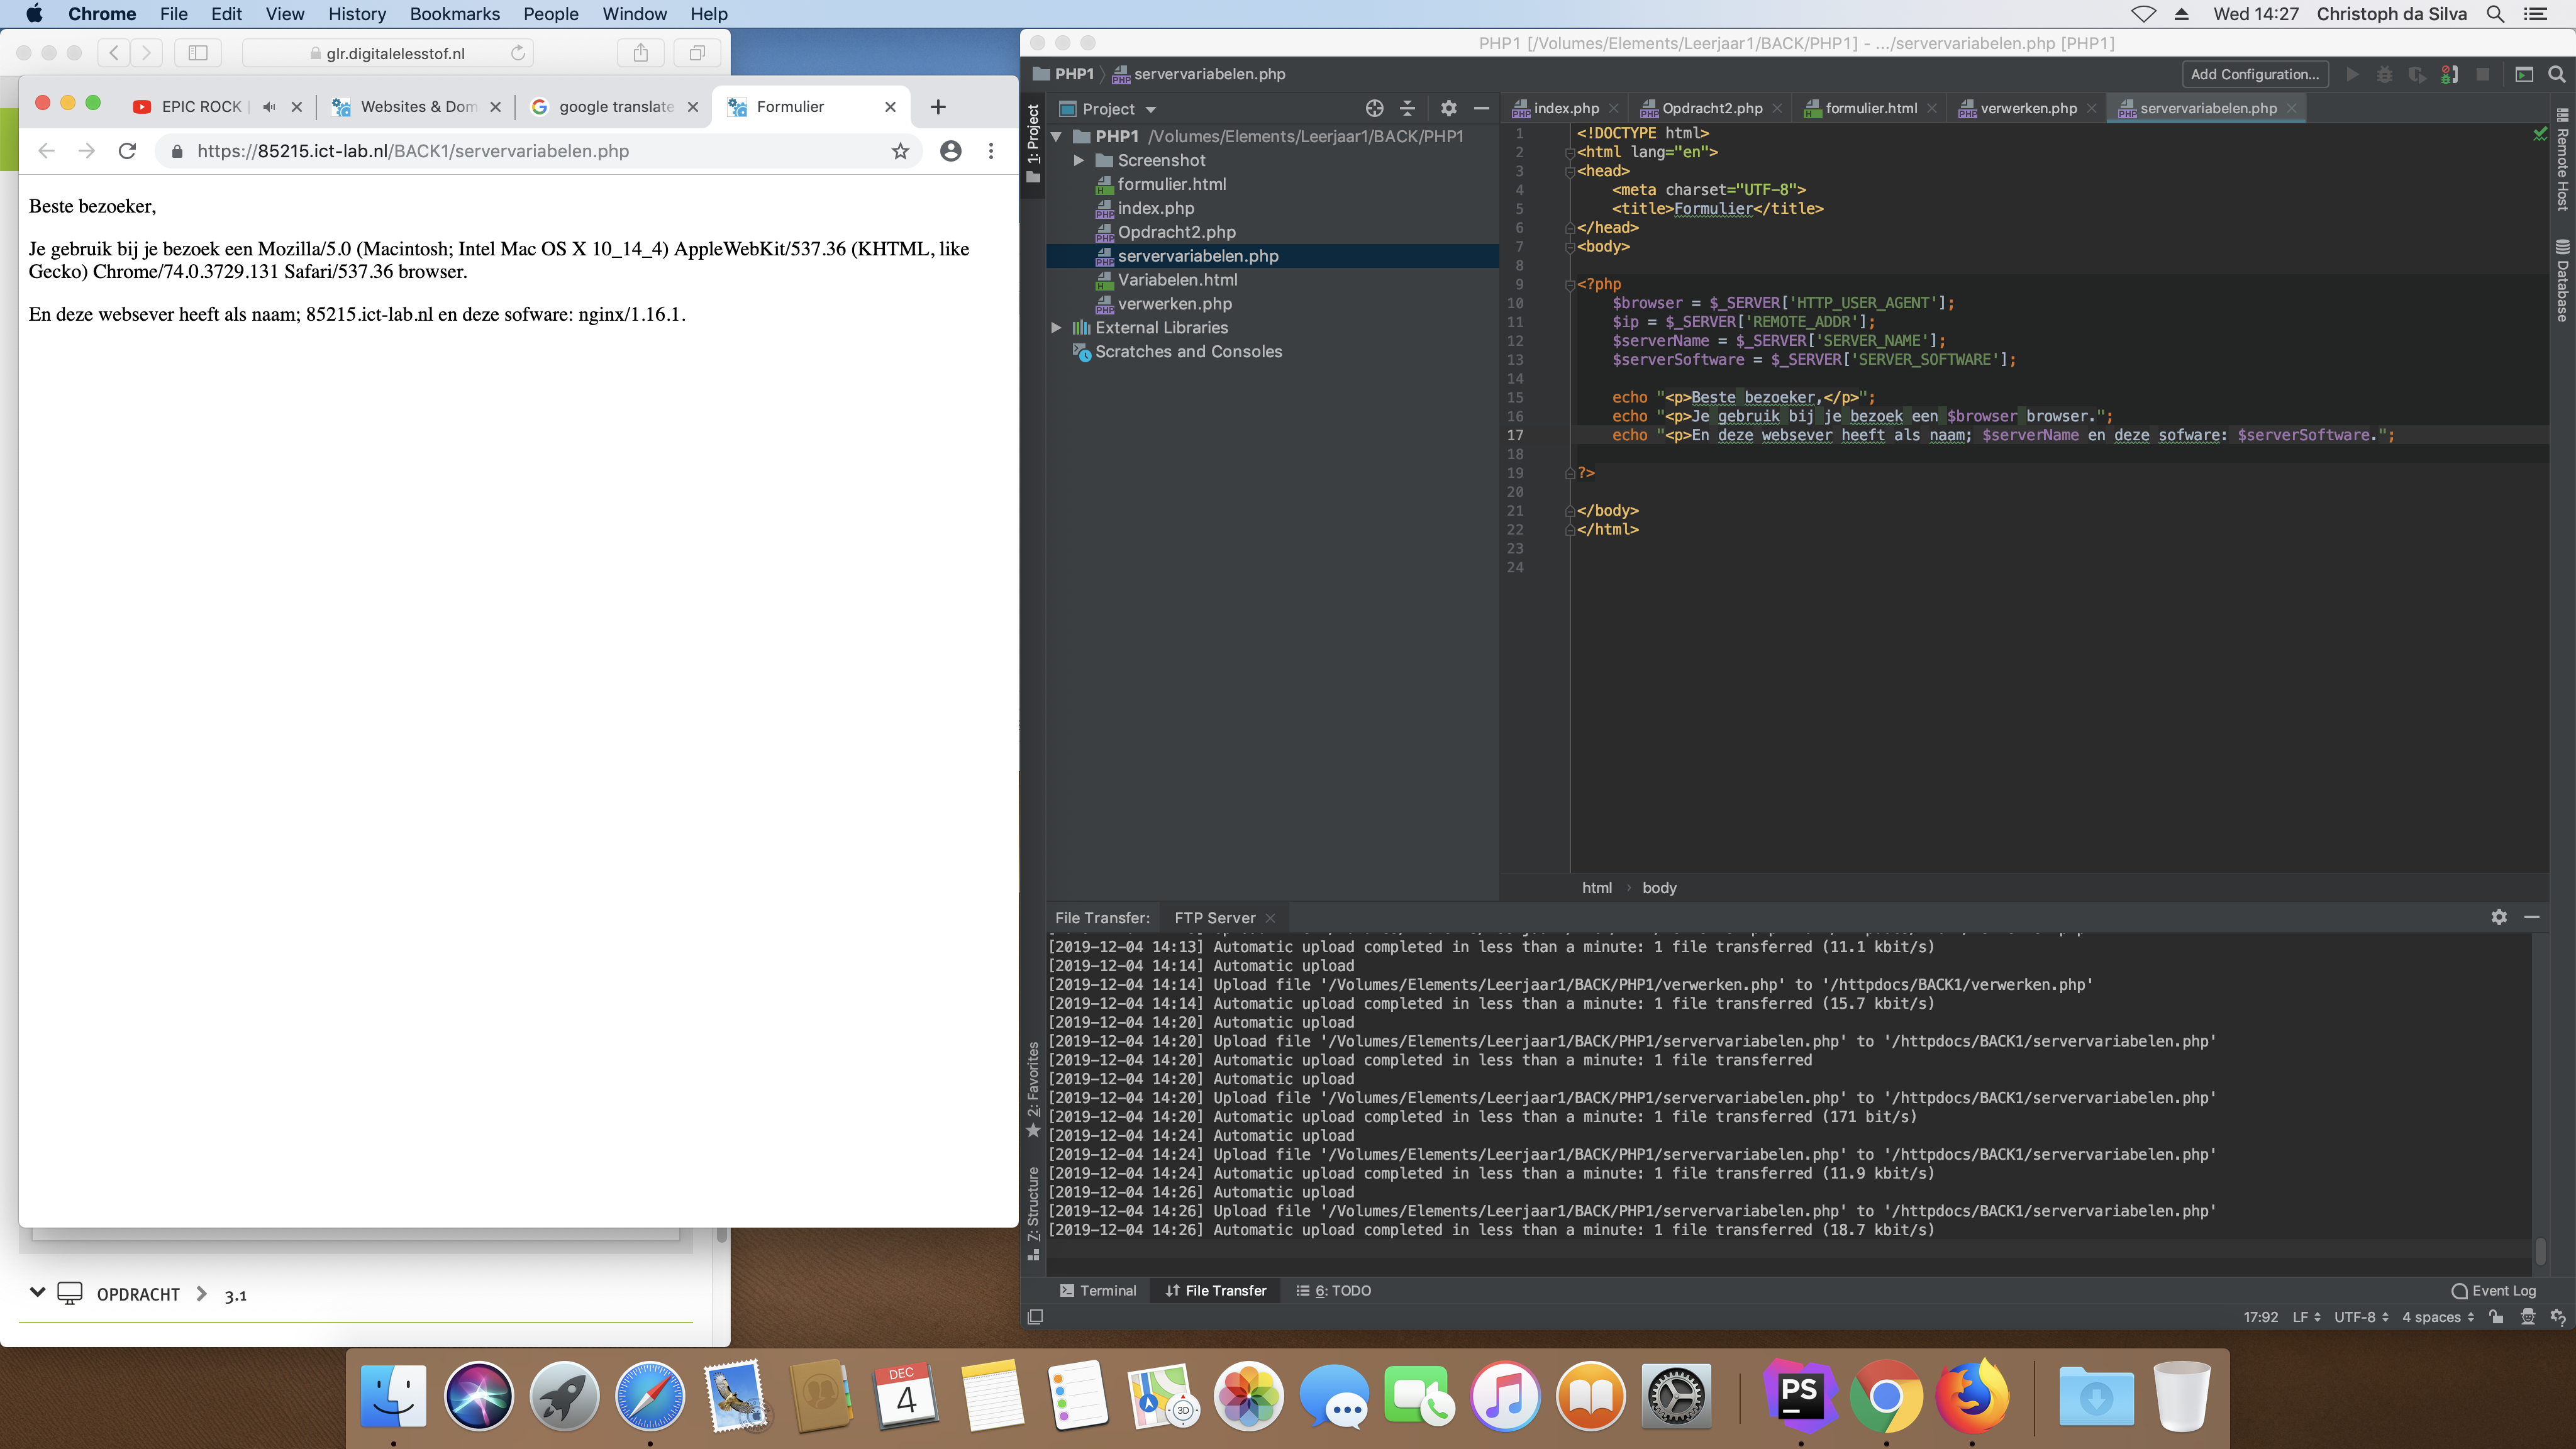 Chrome File Edit View History Bookmarks People Window Help
Wed 14:27 Christoph da Silva
glr.digitalelesstof.nl
EPIC ROCK
Websites & Dom
google translate
Formulier
https://85215.ict-lab.nl/BACK1/servervariabelen.php
Beste bezoeker,
Je gebruik bij je bezoek een Mozilla/5.0 (Macintosh; Intel Mac OS X 10_14_4) AppleWebKit/537.36 (KHTML, like
Gecko) Chrome/74.0.3729.131 Safari/537.36 browser.
En deze websever heeft als naam; 85215.ict-lab.nl en deze sofware: nginx/1.16.1.
OPDRACHT > 3.1
PHP1 [/Volumes/Elements/Leerjaar1/BACK/PHP1] - .../servervariabelen.php [PHP1]
PHP1 servervariabelen.php
Add Configuration...
1: Project
Project
PHP1 /Volumes/Elements/Leerjaar1/BACK/PHP1
Screenshot
formulier.html
index.php
Opdracht2.php
servervariabelen.php
Variabelen.html
verwerken.php
External Libraries
Scratches and Consoles
index.php Opdracht2.php formulier.html verwerken.php servervariabelen.php
1 <!DOCTYPE html>
2 <html lang="en">
3 <head>
4 <meta charset="UTF-8">
5 <title>Formulier</title>
6 </head>
7 <body>
8
9 <?php
10 $browser = $_SERVER['HTTP_USER_AGENT'];
11 $ip = $_SERVER['REMOTE_ADDR'];
12 $serverName = $_SERVER['SERVER_NAME'];
13 $serverSoftware = $_SERVER['SERVER_SOFTWARE'];
14
15 echo "<p>Beste bezoeker,</p>";
16 echo "<p>Je gebruik bij je bezoek een $browser browser.";
17 echo "<p>En deze websever heeft als naam; $serverName en deze sofware: $serverSoftware.";
18
19 ?>
20
21 </body>
22 </html>
23
24
html › body
Remote Host
Database
File Transfer: FTP Server
[2019-12-04 14:13] Automatic upload completed in less than a minute: 1 file transferred (11.1 kbit/s)
[2019-12-04 14:14] Automatic upload
[2019-12-04 14:14] Upload file '/Volumes/Elements/Leerjaar1/BACK/PHP1/verwerken.php' to '/httpdocs/BACK1/verwerken.php'
[2019-12-04 14:14] Automatic upload completed in less than a minute: 1 file transferred (15.7 kbit/s)
[2019-12-04 14:20] Automatic upload
[2019-12-04 14:20] Upload file '/Volumes/Elements/Leerjaar1/BACK/PHP1/servervariabelen.php' to '/httpdocs/BACK1/servervariabelen.php'
[2019-12-04 14:20] Automatic upload completed in less than a minute: 1 file transferred
[2019-12-04 14:20] Automatic upload
[2019-12-04 14:20] Upload file '/Volumes/Elements/Leerjaar1/BACK/PHP1/servervariabelen.php' to '/httpdocs/BACK1/servervariabelen.php'
[2019-12-04 14:20] Automatic upload completed in less than a minute: 1 file transferred (171 bit/s)
[2019-12-04 14:24] Automatic upload
[2019-12-04 14:24] Upload file '/Volumes/Elements/Leerjaar1/BACK/PHP1/servervariabelen.php' to '/httpdocs/BACK1/servervariabelen.php'
[2019-12-04 14:24] Automatic upload completed in less than a minute: 1 file transferred (11.9 kbit/s)
[2019-12-04 14:26] Automatic upload
[2019-12-04 14:26] Upload file '/Volumes/Elements/Leerjaar1/BACK/PHP1/servervariabelen.php' to '/httpdocs/BACK1/servervariabelen.php'
[2019-12-04 14:26] Automatic upload completed in less than a minute: 1 file transferred (18.7 kbit/s)
2: Favorites
7: Structure
Terminal File Transfer 6: TODO Event Log
17:92 LF UTF-8 4 spaces
DEC
4
3D
PS